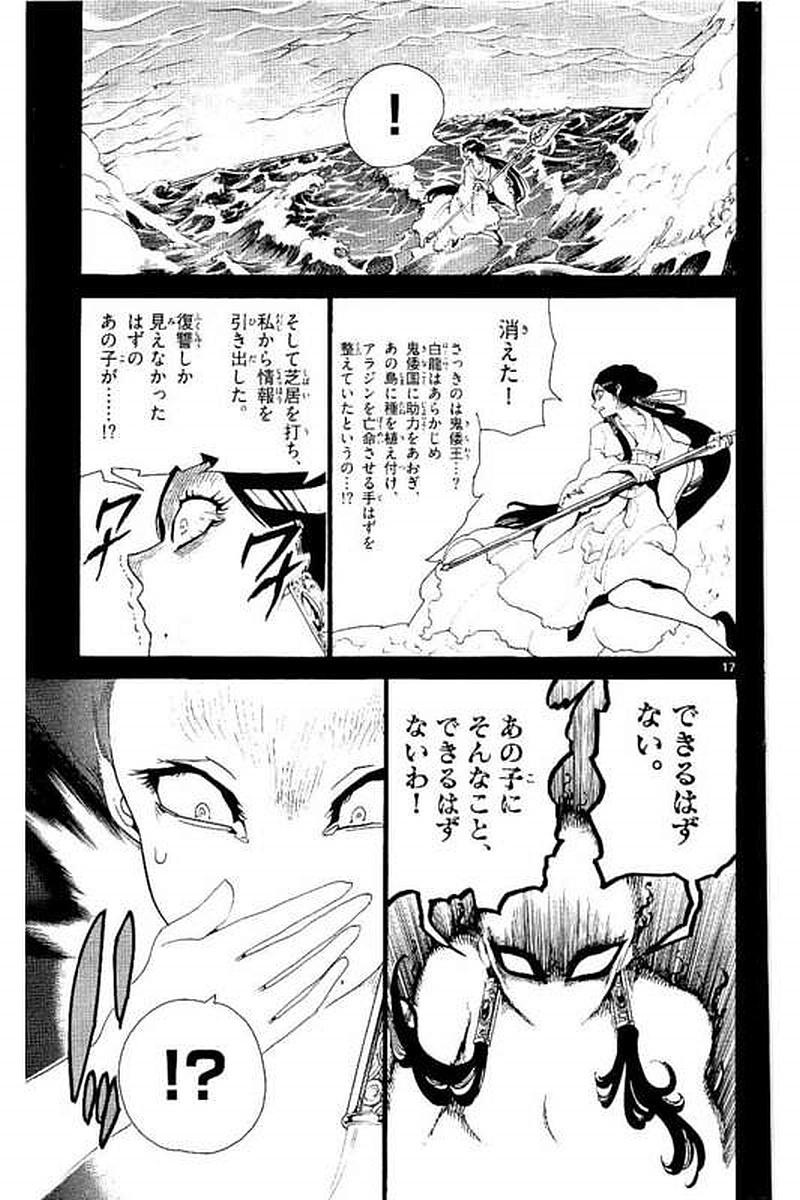 !
消えた!
さっきのは鬼倭王…?
白龍はあらかじめ
鬼倭国に助力をあおぎ、
あの島に種を植え付け、
アラジンを亡命させる手はずを
整えていたというの…!?
そして芝居を打ち、
私から情報を
引き出した。
復讐しか
見えなかった
はずの
あの子が……!?
ワナ
ワナ
17
できるはず
ない。
あの子に
そんなこと、
できるはず
ないわ!
!?